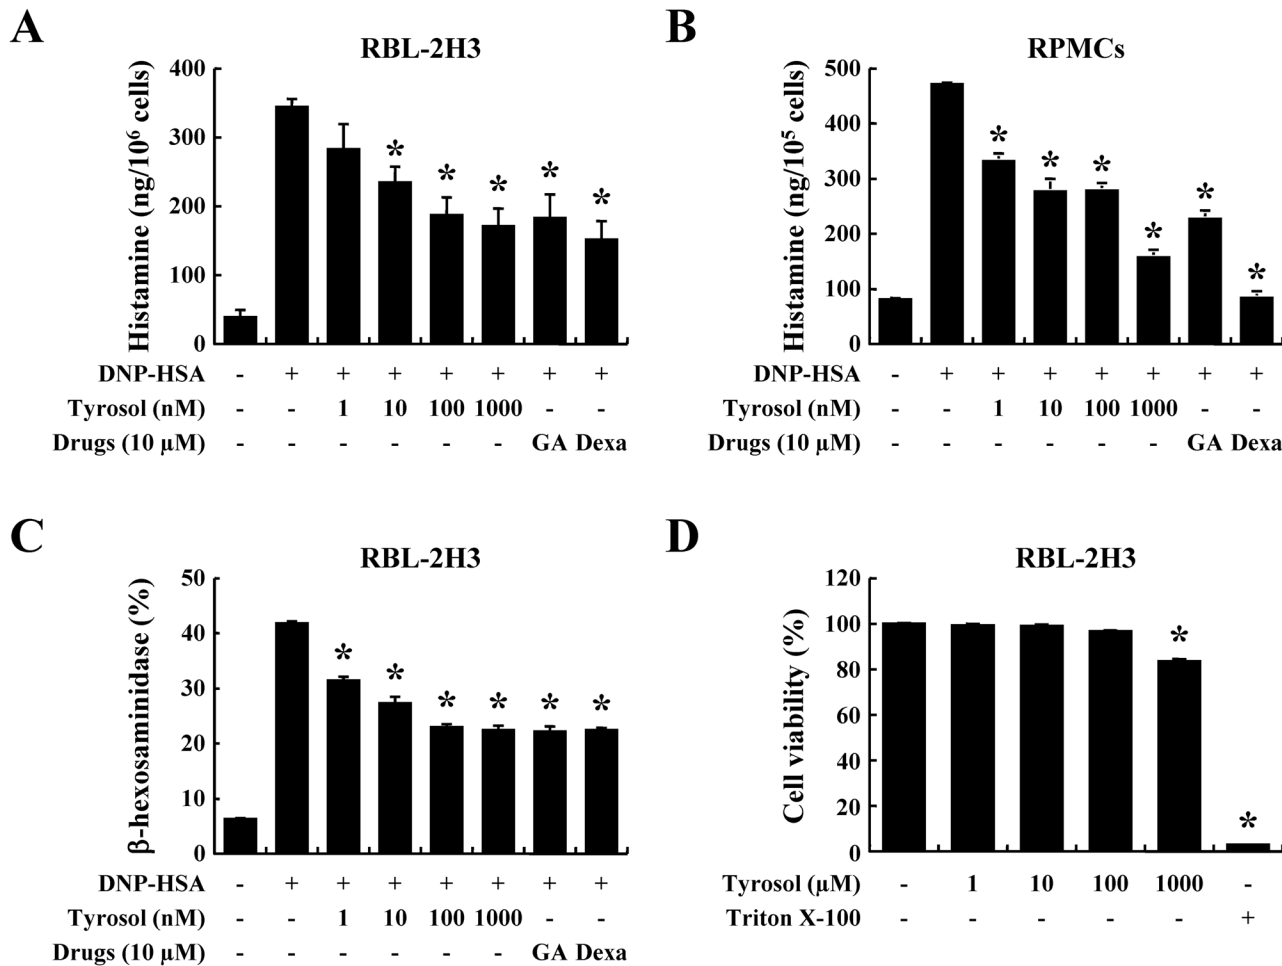 A
RBL-2H3
Histamine (ng/10⁶ cells)
400
300
200
100
0
* * * * *
DNP-HSA - + + + + + + +
Tyrosol (nM) - - 1 10 100 1000 - -
Drugs (10 µM) - - - - - - GA Dexa
B
RPMCs
Histamine (ng/10⁵ cells)
500
400
300
200
100
0
* * * * * *
DNP-HSA - + + + + + + +
Tyrosol (nM) - - 1 10 100 1000 - -
Drugs (10 µM) - - - - - - GA Dexa
C
RBL-2H3
β-hexosaminidase (%)
50
40
30
20
10
0
* * * * * *
DNP-HSA - + + + + + + +
Tyrosol (nM) - - 1 10 100 1000 - -
Drugs (10 µM) - - - - - - GA Dexa
D
RBL-2H3
Cell viability (%)
120
100
80
60
40
20
0
* *
Tyrosol (µM) - 1 10 100 1000 -
Triton X-100 - - - - - +